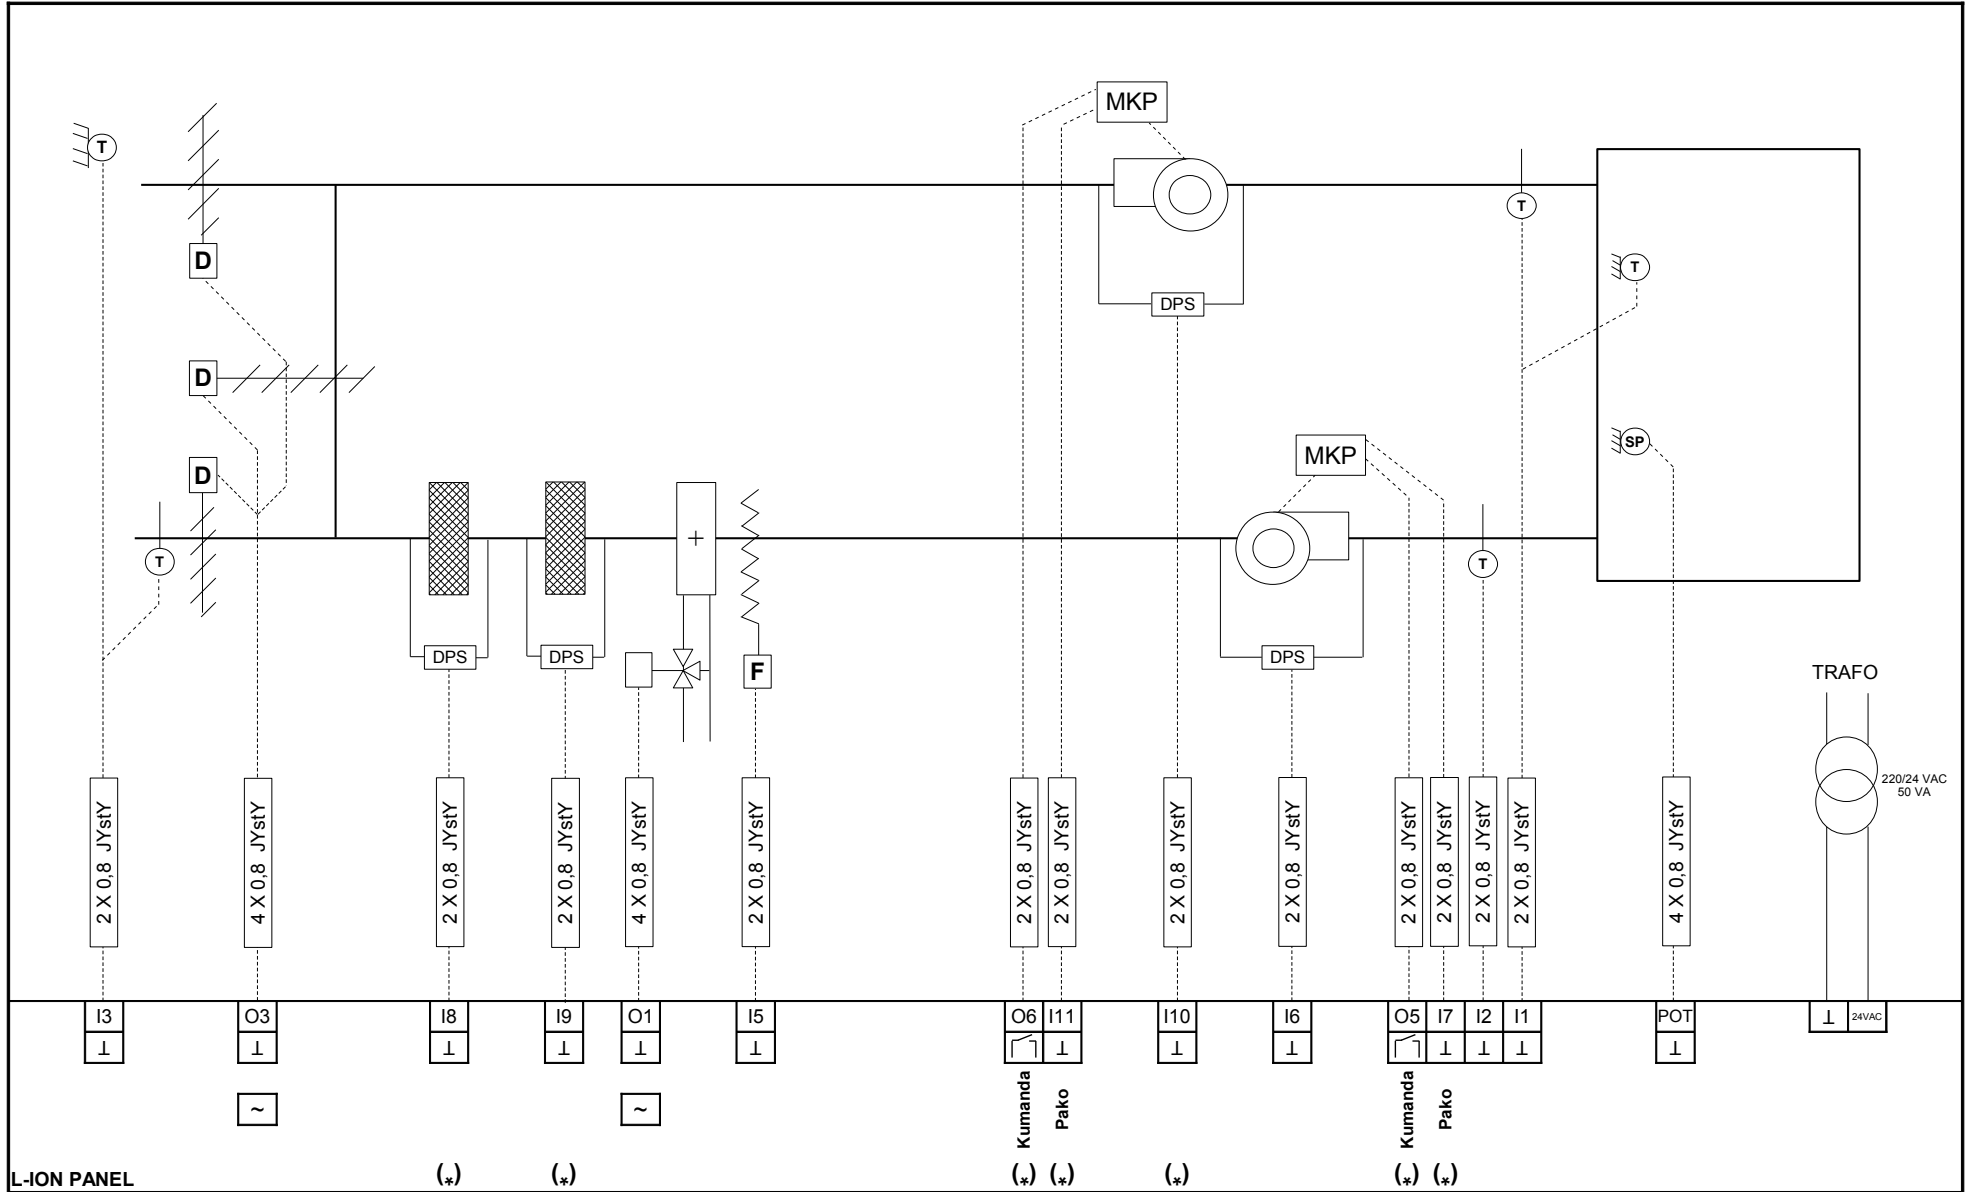 MKP
T
T
D
T
DPS
D
SP
MKP
D
T
T
DPS
DPS
F
DPS
TRAFO
220/24 VAC
50 VA
2 X 0,8 JYstY
4 X 0,8 JYstY
2 X 0,8 JYstY
2 X 0,8 JYstY
4 X 0,8 JYstY
2 X 0,8 JYstY
2 X 0,8 JYstY
2 X 0,8 JYstY
2 X 0,8 JYstY
2 X 0,8 JYstY
2 X 0,8 JYstY
2 X 0,8 JYstY
2 X 0,8 JYstY
4 X 0,8 JYstY
I3 O3 I8 I9 O1 I5 O6 I11 I10 I6 O5 I7 I2 I1 POT ⊥ 24VAC
⊥ ⊥ ⊥ ⊥ ⊥ ⊥ ⊥ ⊥ ⊥ ⊥ ⊥ ⊥ ⊥
~ ~
Kumanda
Pako
Kumanda
Pako
L-ION PANEL (*) (*) (*) (*) (*) (*) (*)